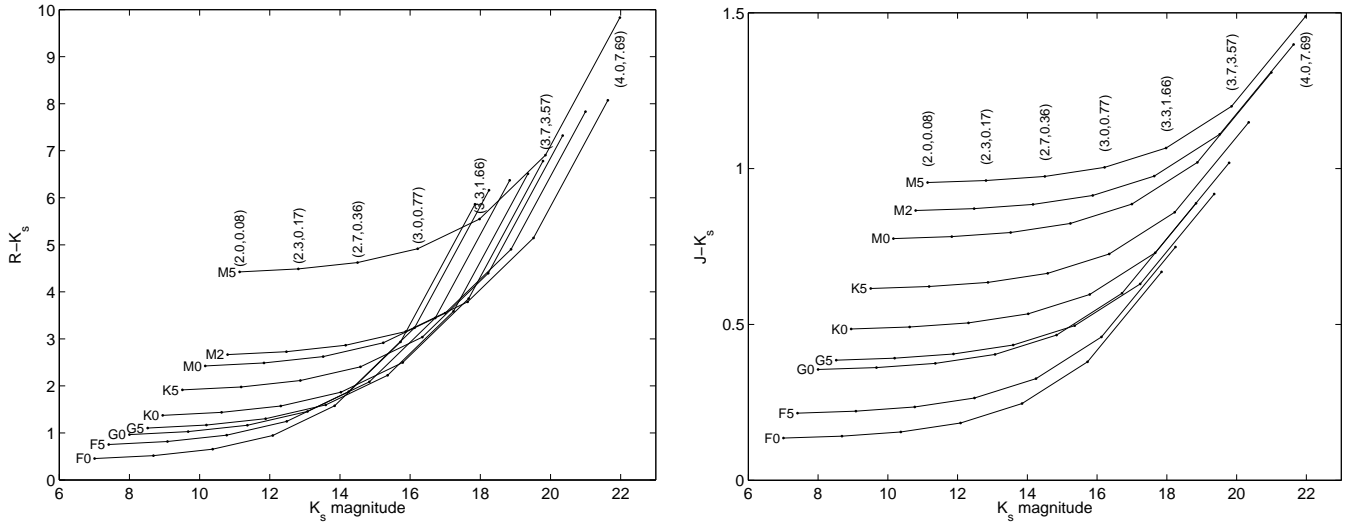 10
9
8
7
6
5
4
3
2
1
0
R−Kₛ
6 8 10 12 14 16 18 20 22
Kₛ magnitude
M5
M2
M0
K5
K0
G5
G0
F5
F0
(2.0,0.08)
(2.3,0.17)
(2.7,0.36)
(3.0,0.77)
(3.3,1.66)
(3.7,3.57)
(4.0,7.69)
1.5
1
0.5
0
J−Kₛ
6 8 10 12 14 16 18 20 22
Kₛ magnitude
M5
M2
M0
K5
K0
G5
G0
F5
F0
(2.0,0.08)
(2.3,0.17)
(2.7,0.36)
(3.0,0.77)
(3.3,1.66)
(3.7,3.57)
(4.0,7.69)